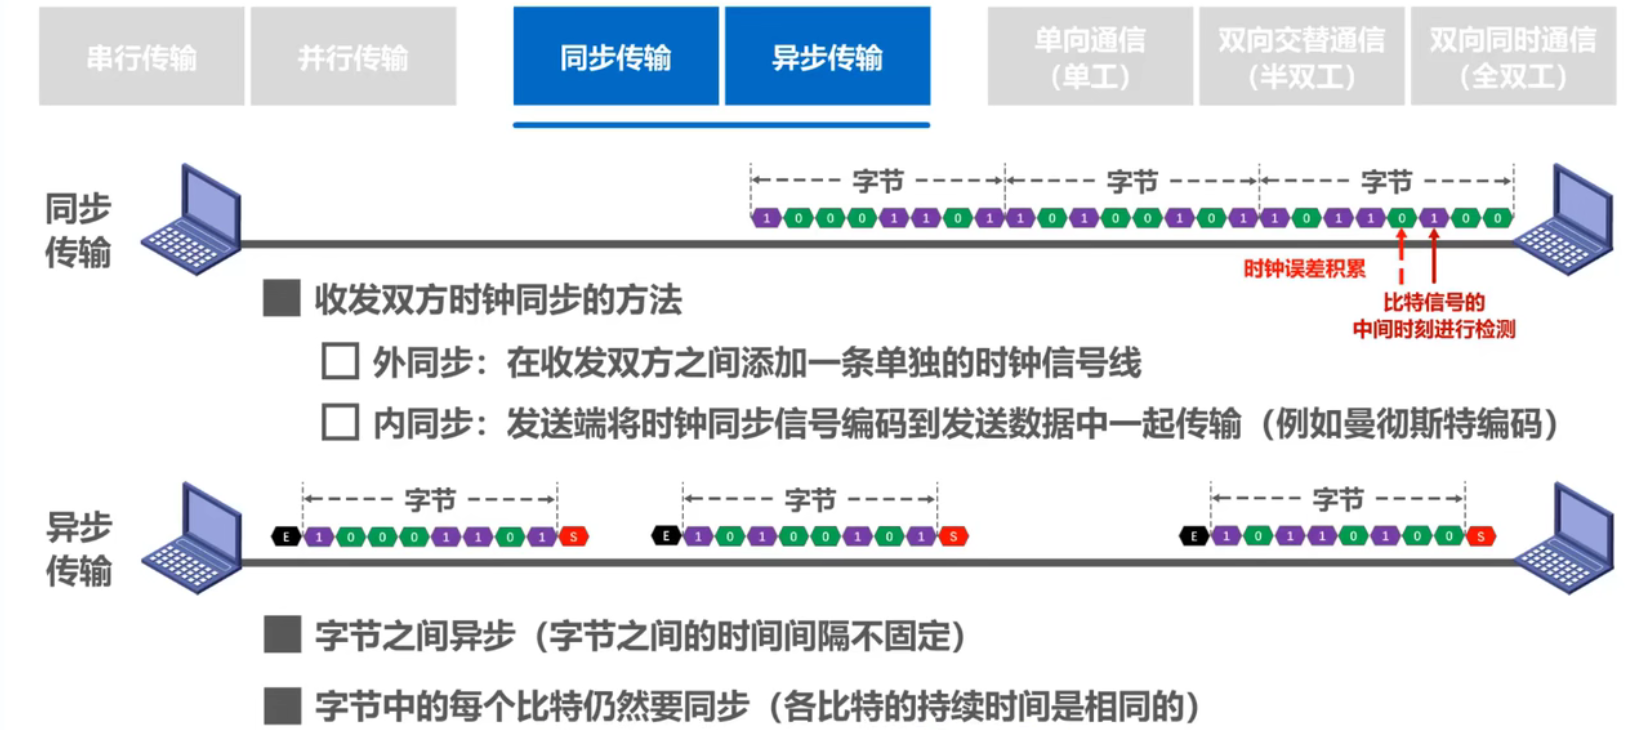 串行传输
并行传输
同步传输
异步传输
单向通信
（单工）
双向交替通信
（半双工）
双向同时通信
（全双工）
同步
传输
字节 字节 字节
1 0 0 0 1 1 0 1 1 0 1 0 0 1 0 1 1 0 1 1 0 1 0 0
时钟误差积累
比特信号的
中间时刻进行检测
收发双方时钟同步的方法
外同步：在收发双方之间添加一条单独的时钟信号线
内同步：发送端将时钟同步信号编码到发送数据中一起传输（例如曼彻斯特编码）
异步
传输
字节 字节 字节
E 1 0 0 0 1 1 0 1 S E 1 0 1 0 0 1 0 1 S E 1 0 1 1 0 1 0 0 S
字节之间异步（字节之间的时间间隔不固定）
字节中的每个比特仍然要同步（各比特的持续时间是相同的）